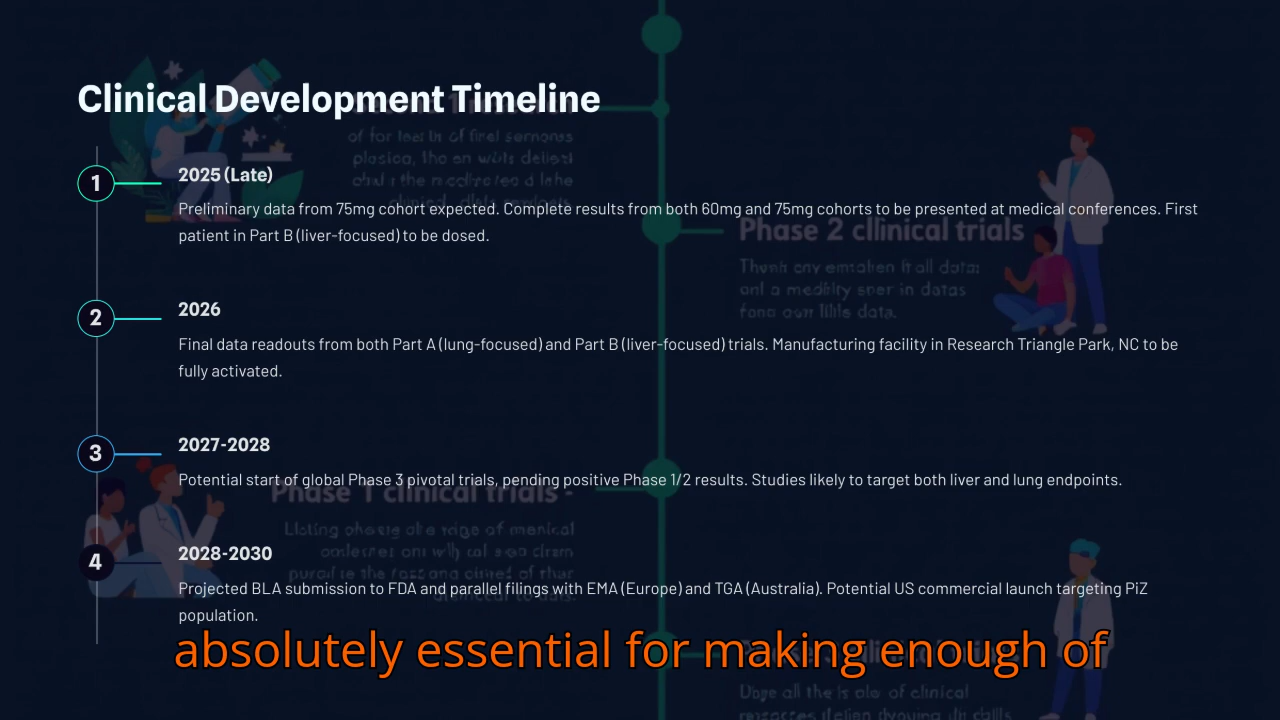 Clinical Development Timeline
1
2025 (Late)
Preliminary data from 75mg cohort expected. Complete results from both 60mg and 75mg cohorts to be presented at medical conferences. First
patient in Part B (liver-focused) to be dosed.
Phase 2 cllinical trials
2
2026
Final data readouts from both Part A (lung-focused) and Part B (liver-focused) trials. Manufacturing facility in Research Triangle Park, NC to be
fully activated.
3
2027-2028
Potential start of global Phase 3 pivotal trials, pending positive Phase 1/2 results. Studies likely to target both liver and lung endpoints.
Phase 1 clinical trials -
4
2028-2030
Projected BLA submission to FDA and parallel filings with EMA (Europe) and TGA (Australia). Potential US commercial launch targeting PiZ
population.
absolutely essential for making enough of